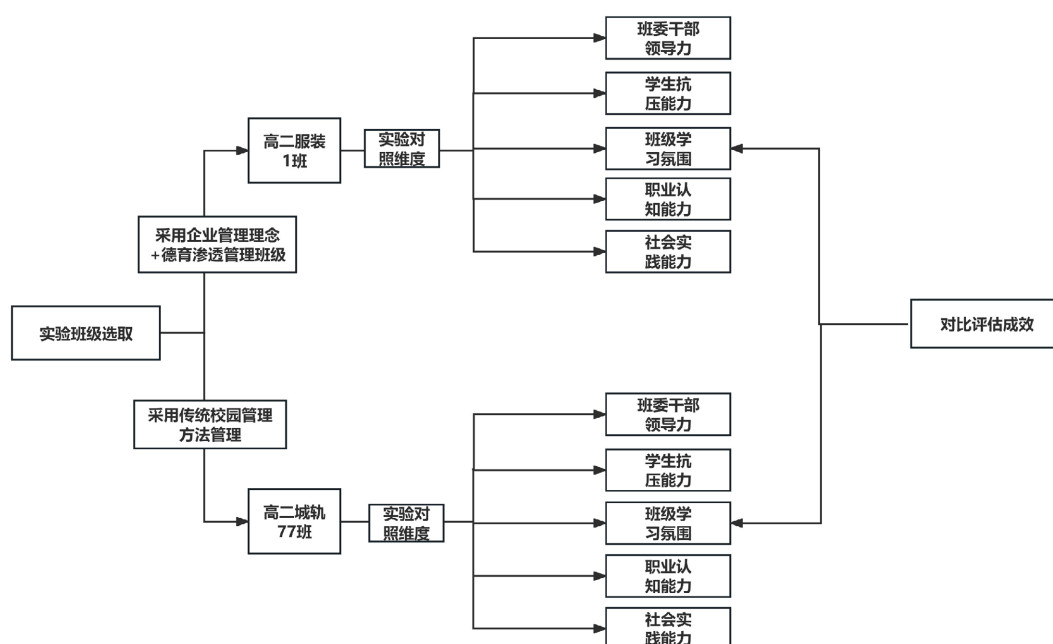 实验班级选取
采用企业管理理念
+德育渗透管理班级
高二服装
1班
实验对
照维度
班委干部
领导力
学生抗
压能力
班级学
习氛围
职业认
知能力
社会实
践能力
采用传统校园管理
方法管理
高二城轨
77班
实验对
照维度
班委干部
领导力
学生抗
压能力
班级学
习氛围
职业认
知能力
社会实
践能力
对比评估成效